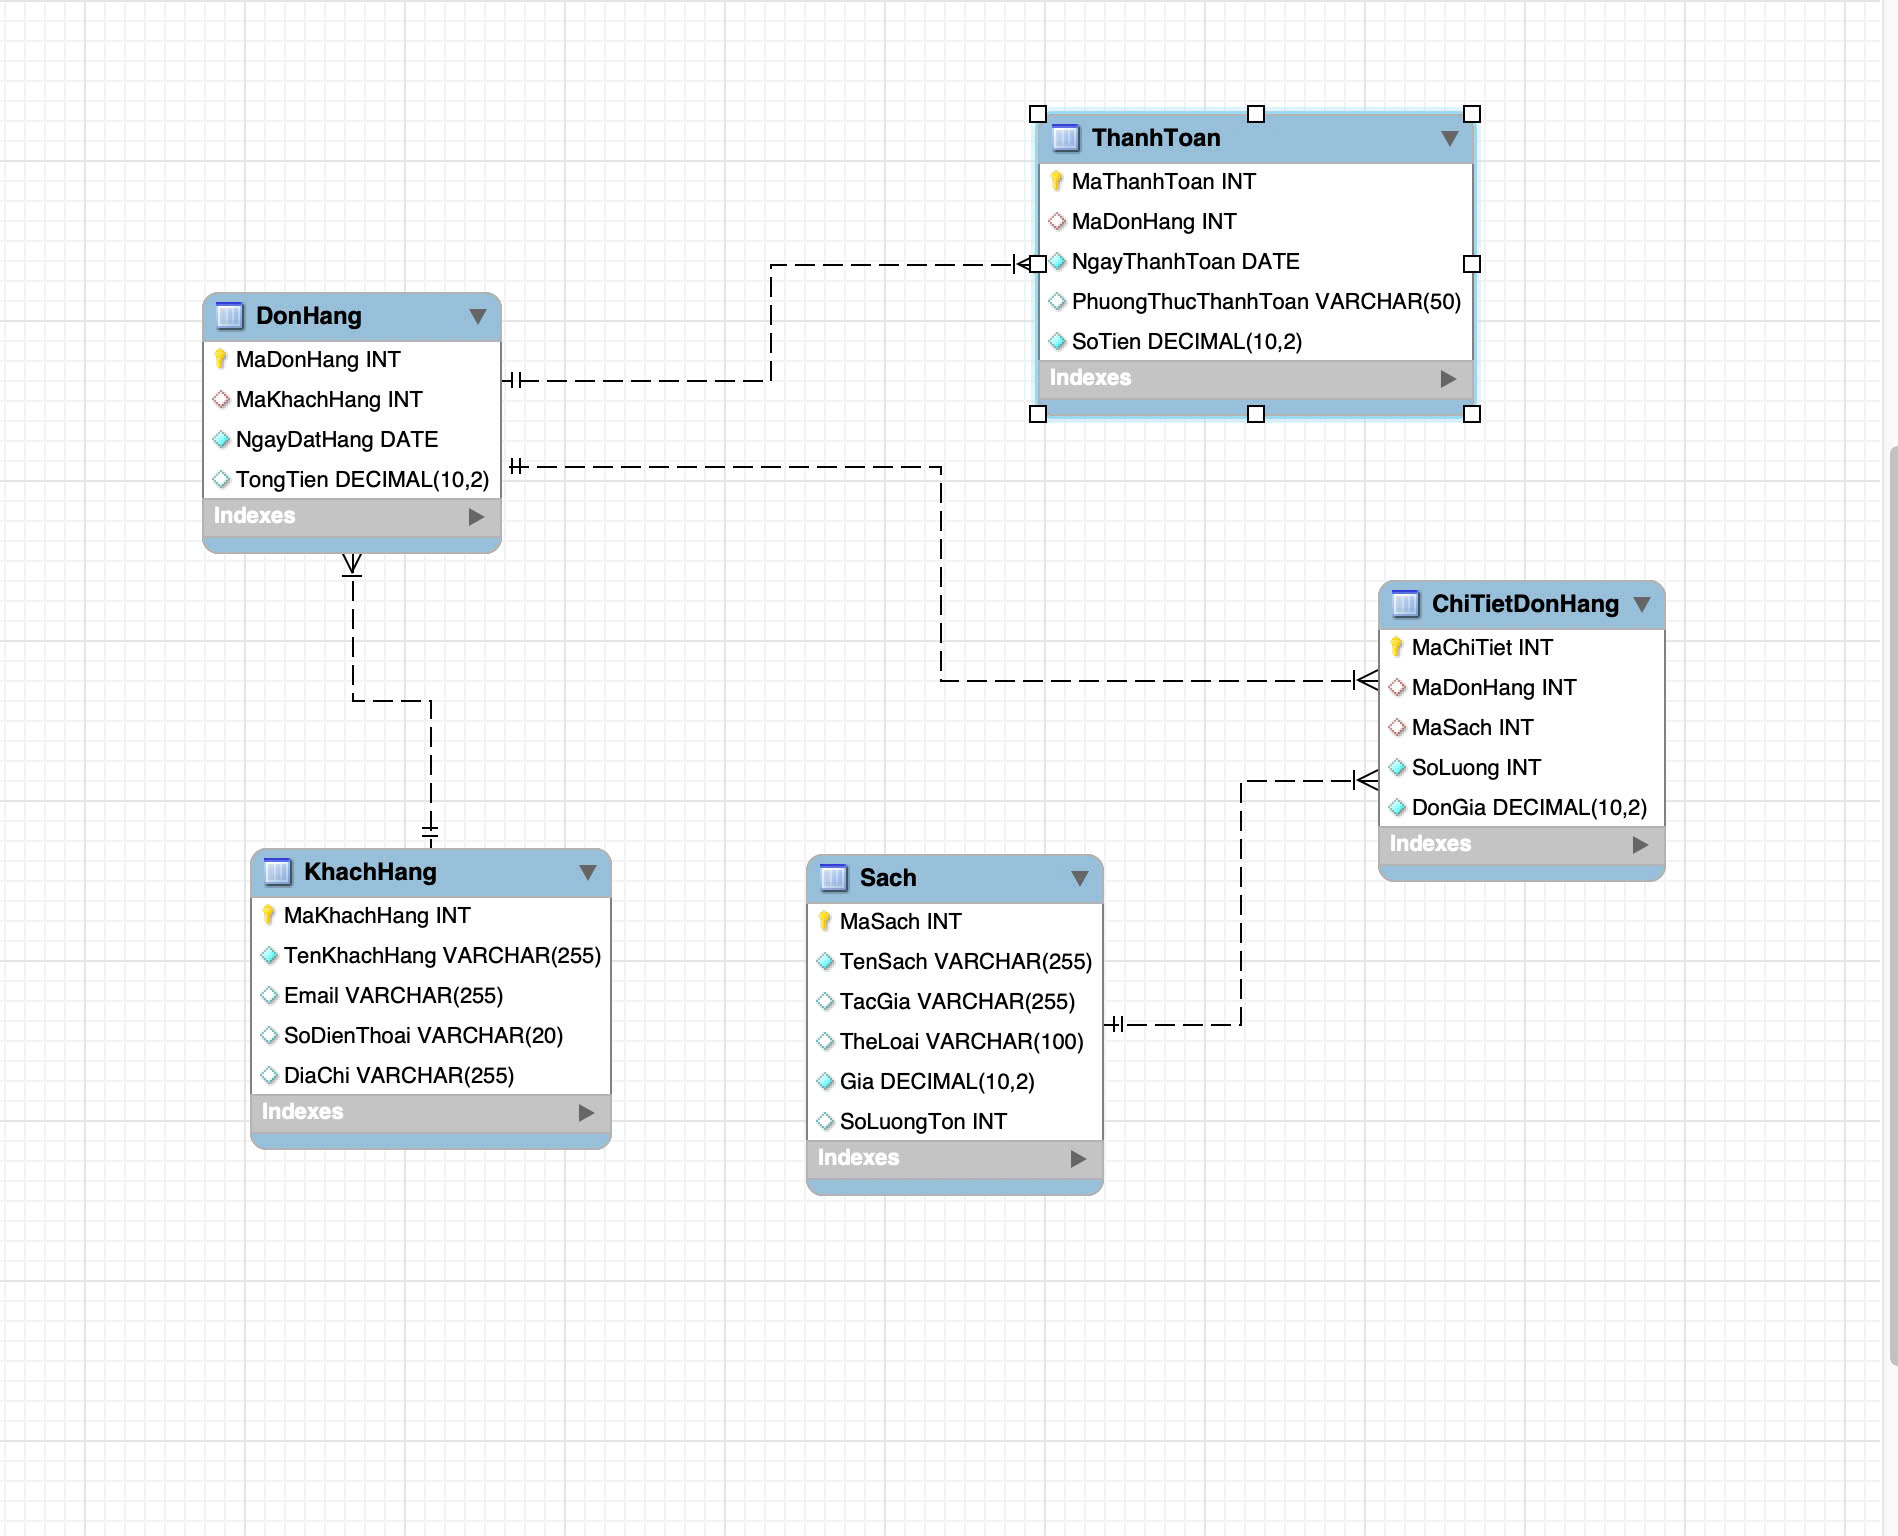 ThanhToan
MaThanhToan INT
MaDonHang INT
NgayThanhToan DATE
PhuongThucThanhToan VARCHAR(50)
SoTien DECIMAL(10,2)
Indexes
DonHang
MaDonHang INT
MaKhachHang INT
NgayDatHang DATE
TongTien DECIMAL(10,2)
Indexes
ChiTietDonHang
MaChiTiet INT
MaDonHang INT
MaSach INT
SoLuong INT
DonGia DECIMAL(10,2)
Indexes
KhachHang
MaKhachHang INT
TenKhachHang VARCHAR(255)
Email VARCHAR(255)
SoDienThoai VARCHAR(20)
DiaChi VARCHAR(255)
Indexes
Sach
MaSach INT
TenSach VARCHAR(255)
TacGia VARCHAR(255)
TheLoai VARCHAR(100)
Gia DECIMAL(10,2)
SoLuongTon INT
Indexes